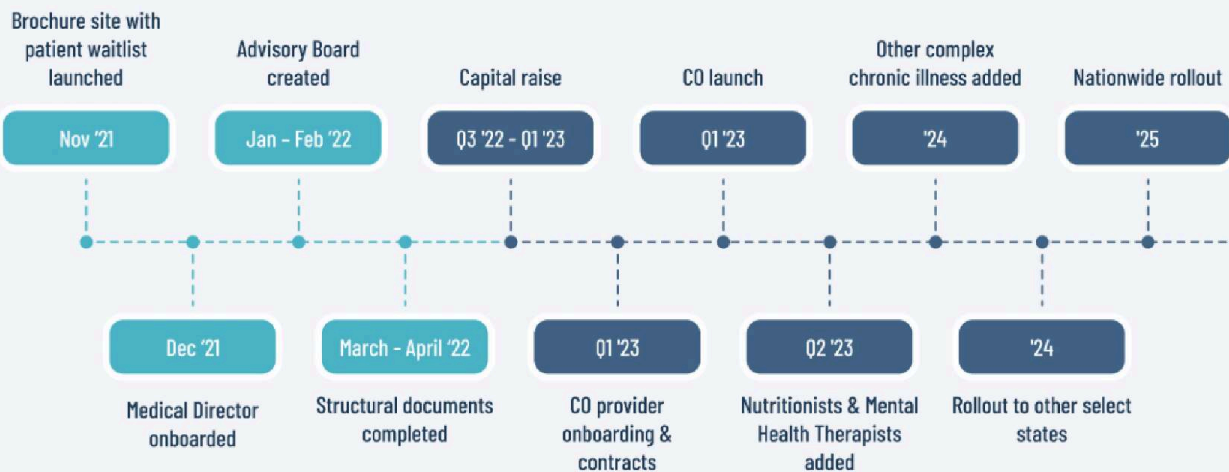 Brochure site with
patient waitlist
launched
Nov ‘21
Medical Director
onboarded
Dec ‘21
Advisory Board
created
Jan – Feb ‘22
Structural documents
completed
March – April ‘22
Capital raise
Q3 '22 - Q1 '23
CO provider
onboarding &
contracts
Q1 '23
CO launch
Q1 '23
Nutritionists & Mental
Health Therapists
added
Q2 '23
Other complex
chronic illness added
'24
Rollout to other select
states
'24
Nationwide rollout
'25